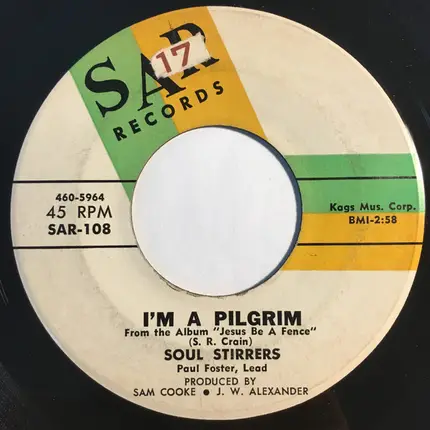 SAR
17
RECORDS
460-5964
45 RPM
SAR-108
Kags Mus. Corp.
BMI-2:58
I'M A PILGRIM
From the Album "Jesus Be A Fence"
(S. R. Crain)
SOUL STIRRERS
Paul Foster, Lead
PRODUCED BY
SAM COOKE • J. W. ALEXANDER